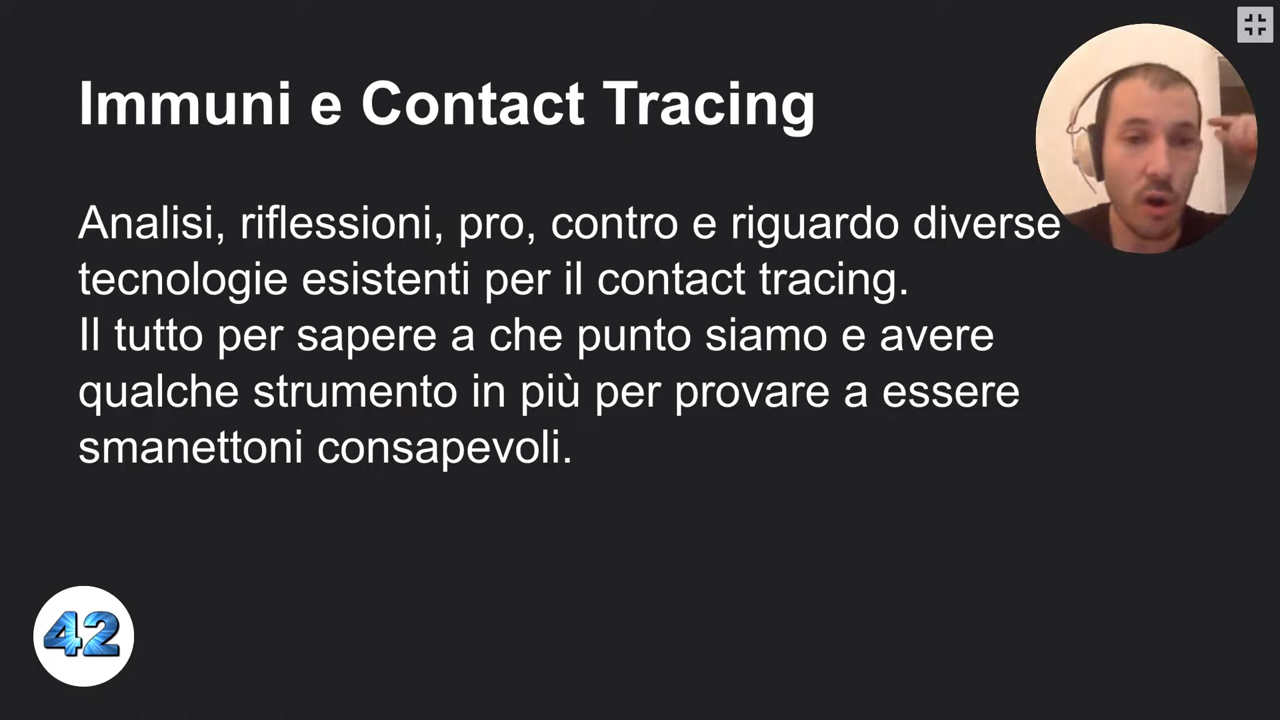 Immuni e Contact Tracing
Analisi, riflessioni, pro, contro e riguardo diverse
tecnologie esistenti per il contact tracing.
Il tutto per sapere a che punto siamo e avere
qualche strumento in più per provare a essere
smanettoni consapevoli.
42